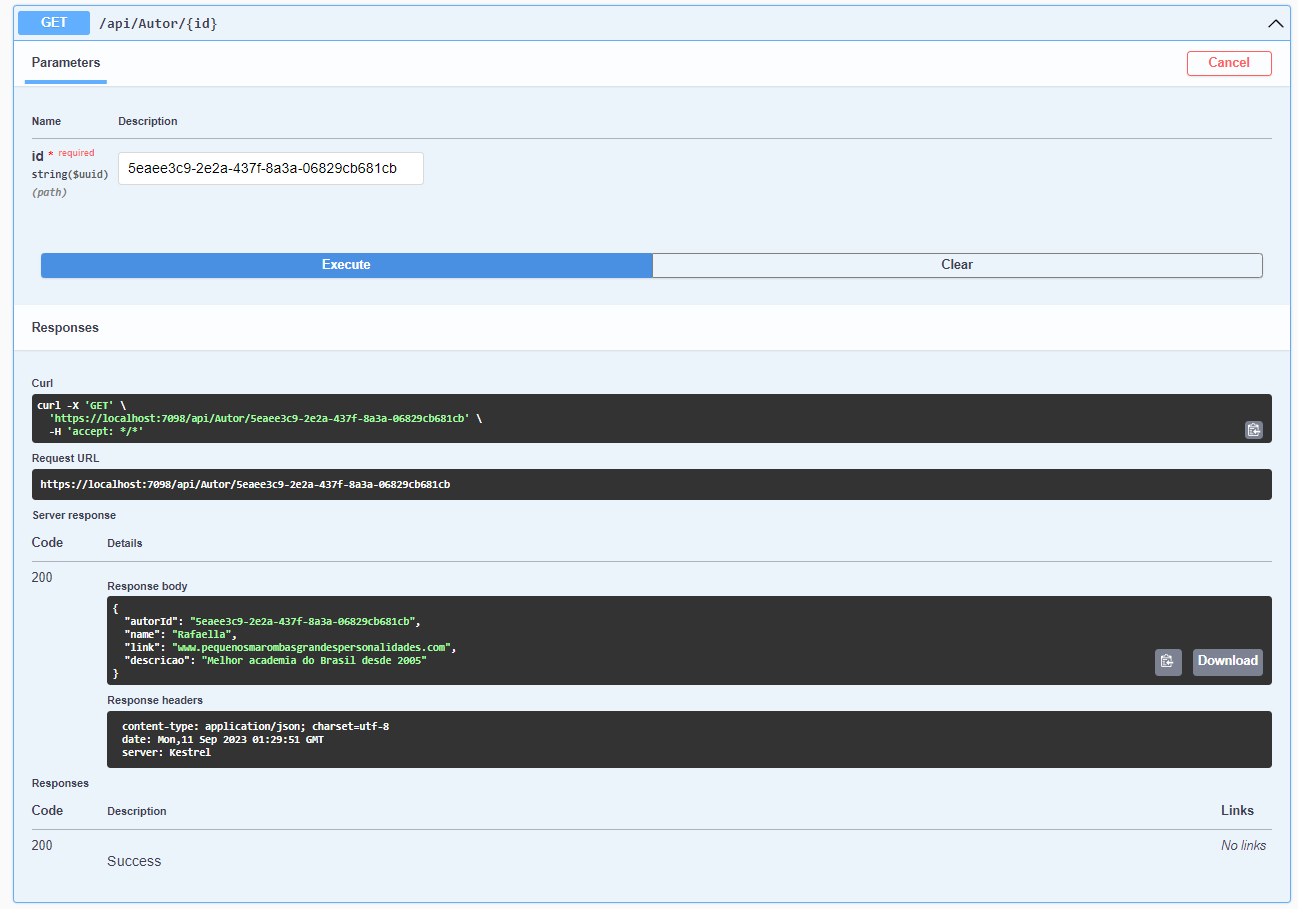 GET /api/Autor/{id}
Parameters Cancel
Name Description
id * required 5eaee3c9-2e2a-437f-8a3a-06829cb681cb
string($uuid)
(path)
Execute Clear
Responses
Curl
curl -X 'GET' \
'https://localhost:7098/api/Autor/5eaee3c9-2e2a-437f-8a3a-06829cb681cb' \
-H 'accept: */*'
Request URL
https://localhost:7098/api/Autor/5eaee3c9-2e2a-437f-8a3a-06829cb681cb
Server response
Code Details
200
Response body
{
"autorId": "5eaee3c9-2e2a-437f-8a3a-06829cb681cb",
"name": "Rafaella",
"link": "www.pequenosmarombasgrandespersonalidades.com",
"descricao": "Melhor academia do Brasil desde 2005"
}
Download
Response headers
content-type: application/json; charset=utf-8
date: Mon,11 Sep 2023 01:29:51 GMT
server: Kestrel
Responses
Code Description Links
200 No links
Success